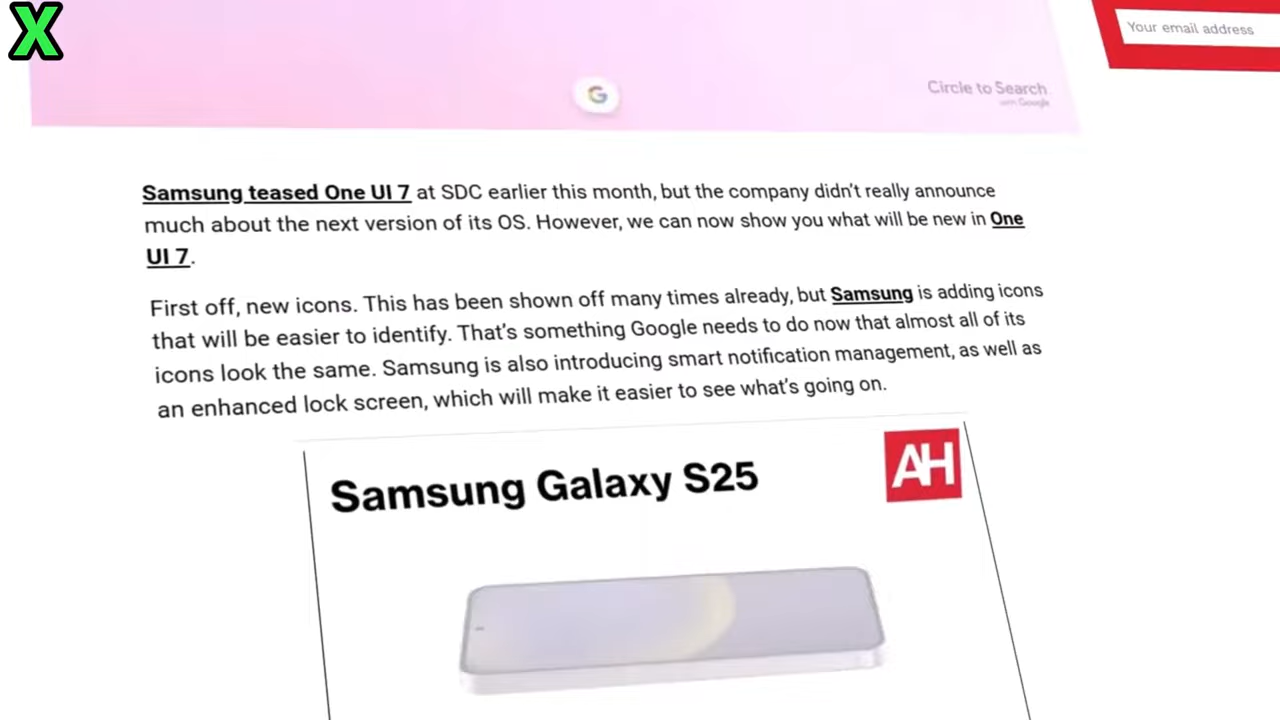 X
Your email address
G
Circle to Search
with Google
Samsung teased One UI 7 at SDC earlier this month, but the company didn't really announce
much about the next version of its OS. However, we can now show you what will be new in One
UI 7.
First off, new icons. This has been shown off many times already, but Samsung is adding icons
that will be easier to identify. That's something Google needs to do now that almost all of its
icons look the same. Samsung is also introducing smart notification management, as well as
an enhanced lock screen, which will make it easier to see what's going on.
Samsung Galaxy S25
AH